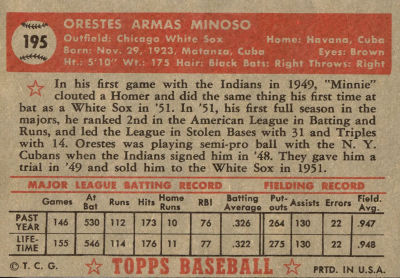 195
ORESTES ARMAS MINOSO
Outfield: Chicago White Sox Home: Havana, Cuba
Born: Nov. 29, 1923, Matanza, Cuba Eyes: Brown
Ht.: 5'10" Wt.: 175 Hair: Black Bats: Right Throws: Right
In his first game with the Indians in 1949, "Minnie"
clouted a Homer and did the same thing his first time at
bat as a White Sox in '51. In '51, his first full season in the
majors, he ranked 2nd in the American League in Batting and
Runs, and led the League in Stolen Bases with 31 and Triples
with 14. Orestes was playing semi-pro ball with the N. Y.
Cubans when the Indians signed him in '48. They gave him a
trial in '49 and sold him to the White Sox in 1951.
MAJOR LEAGUE BATTING RECORD FIELDING RECORD
Games At Bat Runs Hits Home Runs RBI Batting Average Put-outs Assists Errors Field. Avg.
PAST YEAR 146 530 112 173 10 76 .326 264 130 22 .947
LIFE-TIME 155 546 114 176 11 77 .322 275 130 22 .948
© T. C. G. TOPPS BASEBALL PRTD. IN U.S.A.